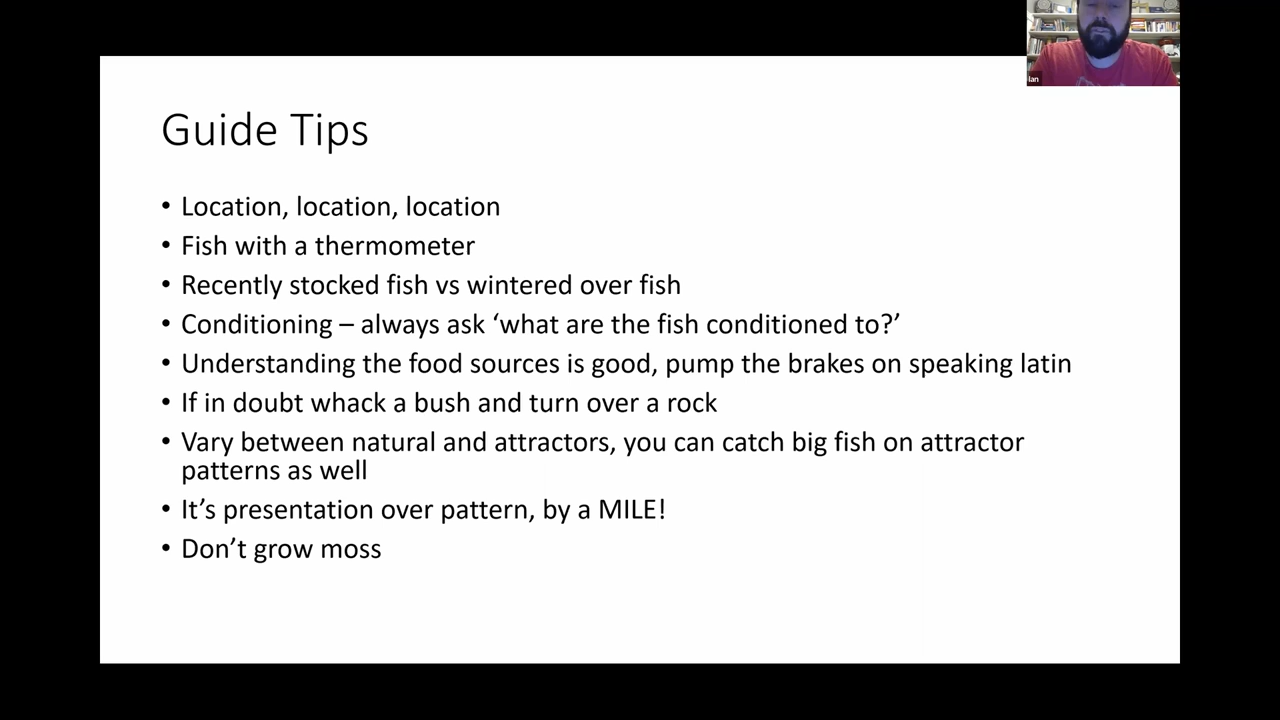 Ian
Guide Tips
• Location, location, location
• Fish with a thermometer
• Recently stocked fish vs wintered over fish
• Conditioning – always ask ‘what are the fish conditioned to?’
• Understanding the food sources is good, pump the brakes on speaking latin
• If in doubt whack a bush and turn over a rock
• Vary between natural and attractors, you can catch big fish on attractor
patterns as well
• It’s presentation over pattern, by a MILE!
• Don’t grow moss